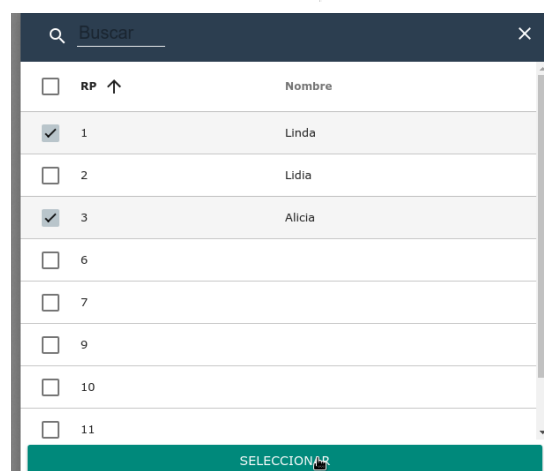 Buscar
RP Nombre
1 Linda
2 Lidia
3 Alicia
6
7
9
10
11
SELECCIONAR